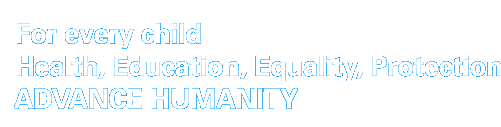 For every child
Health, Education, Equality, Protection
ADVANCE HUMANITY